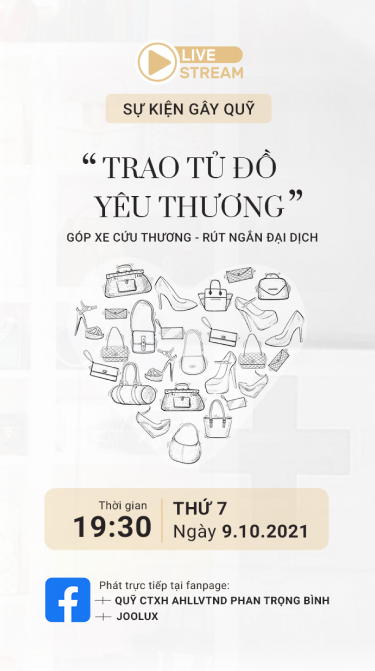 LIVE
STREAM
SỰ KIỆN GÂY QUỸ
“ TRAO TỦ ĐỒ
YÊU THƯƠNG ”
GÓP XE CỨU THƯƠNG - RÚT NGẮN ĐẠI DỊCH
Thời gian
19:30
THỨ 7
Ngày 9.10.2021
Phát trực tiếp tại fanpage:
QUỸ CTXH AHLLVTND PHAN TRỌNG BÌNH
JOOLUX